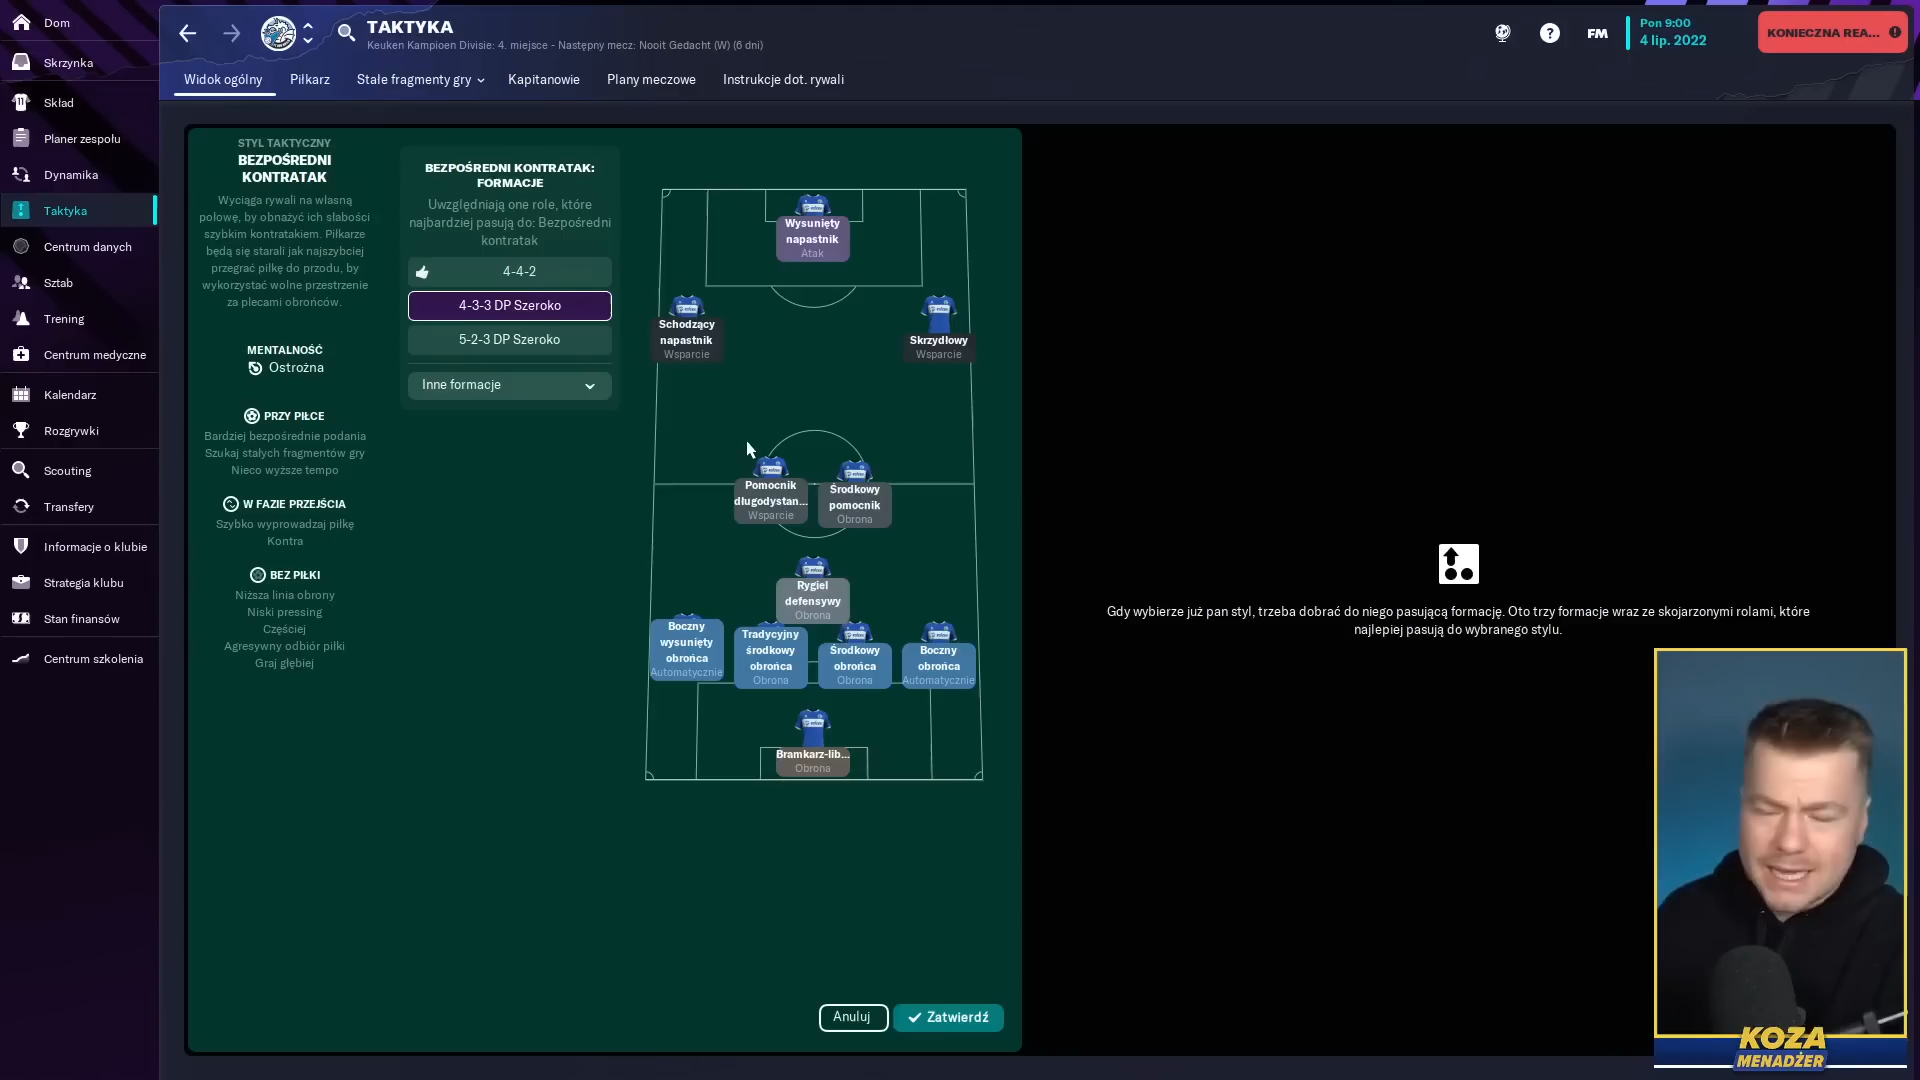 Dom
Skrzynka
Skład
Planer zespołu
Dynamika
Taktyka
Centrum danych
Sztab
Trening
Centrum medyczne
Kalendarz
Rozgrywki
Scouting
Transfery
Informacje o klubie
Strategia klubu
Stan finansów
Centrum szkolenia
TAKTYKA
Keuken Kampioen Divisie: 4. miejsce - Następny mecz: Nooit Gedacht (W) (6 dni)
FM
Pon 9:00
4 lip. 2022
KONIECZNA REA...
Widok ogólny
Piłkarz
Stałe fragmenty gry
Kapitanowie
Plany meczowe
Instrukcje dot. rywali
STYL TAKTYCZNY
BEZPOŚREDNI
KONTRATAK
Wyciąga rywali na własną
połowę, by obnażyć ich słabości
szybkim kontratakiem. Piłkarze
będą się starali jak najszybciej
przegrać piłkę do przodu, by
wykorzystać wolne przestrzenie
za plecami obrońców.
MENTALNOŚĆ
Ostrożna
PRZY PIŁCE
Bardziej bezpośrednie podania
Szukaj stałych fragmentów gry
Nieco wyższe tempo
W FAZIE PRZEJŚCIA
Szybko wyprowadzaj piłkę
Kontra
BEZ PIŁKI
Niższa linia obrony
Niski pressing
Częściej
Agresywny odbiór piłki
Graj głębiej
BEZPOŚREDNI KONTRATAK:
FORMACJE
Uwzględniają one role, które
najbardziej pasują do: Bezpośredni
kontratak
4-4-2
4-3-3 DP Szeroko
5-2-3 DP Szeroko
Inne formacje
Wysunięty
napastnik
Atak
Schodzący
napastnik
Wsparcie
Skrzydłowy
Wsparcie
Pomocnik
długodystan...
Wsparcie
Środkowy
pomocnik
Obrona
Rygiel
defensywy
Obrona
Boczny
wysunięty
obrońca
Automatycznie
Tradycyjny
środkowy
obrońca
Obrona
Środkowy
obrońca
Obrona
Boczny
obrońca
Automatycznie
Bramkarz-lib...
Obrona
Anuluj
Zatwierdź
Gdy wybierze już pan styl, trzeba dobrać do niego pasującą formację. Oto trzy formacje wraz ze skojarzonymi rolami, które
najlepiej pasują do wybranego stylu.
KOZA
MENADŻER